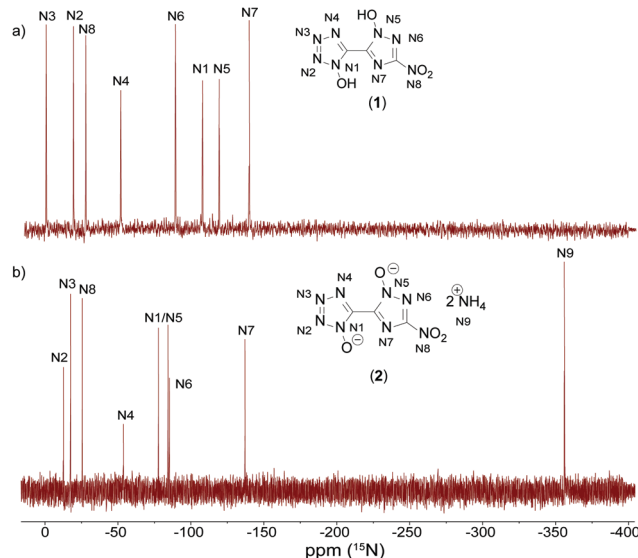 a)
N3 N2 N8 N4 N6 N1 N5 N7
N4 HO N5
N3 N N N N6
N N N
N2 N N1 N NO₂
OH N7 N8
(1)
b)
N2 N3 N8 N4 N1/N5 N6 N7 N9
N4 O⊖ N5
N3 N N N N6 2 ⊕NH₄
N N N N9
N2 N N1 N NO₂
O⊖ N7 N8
(2)
0 -50 -100 -150 -200 -250 -300 -350 -400
ppm (¹⁵N)